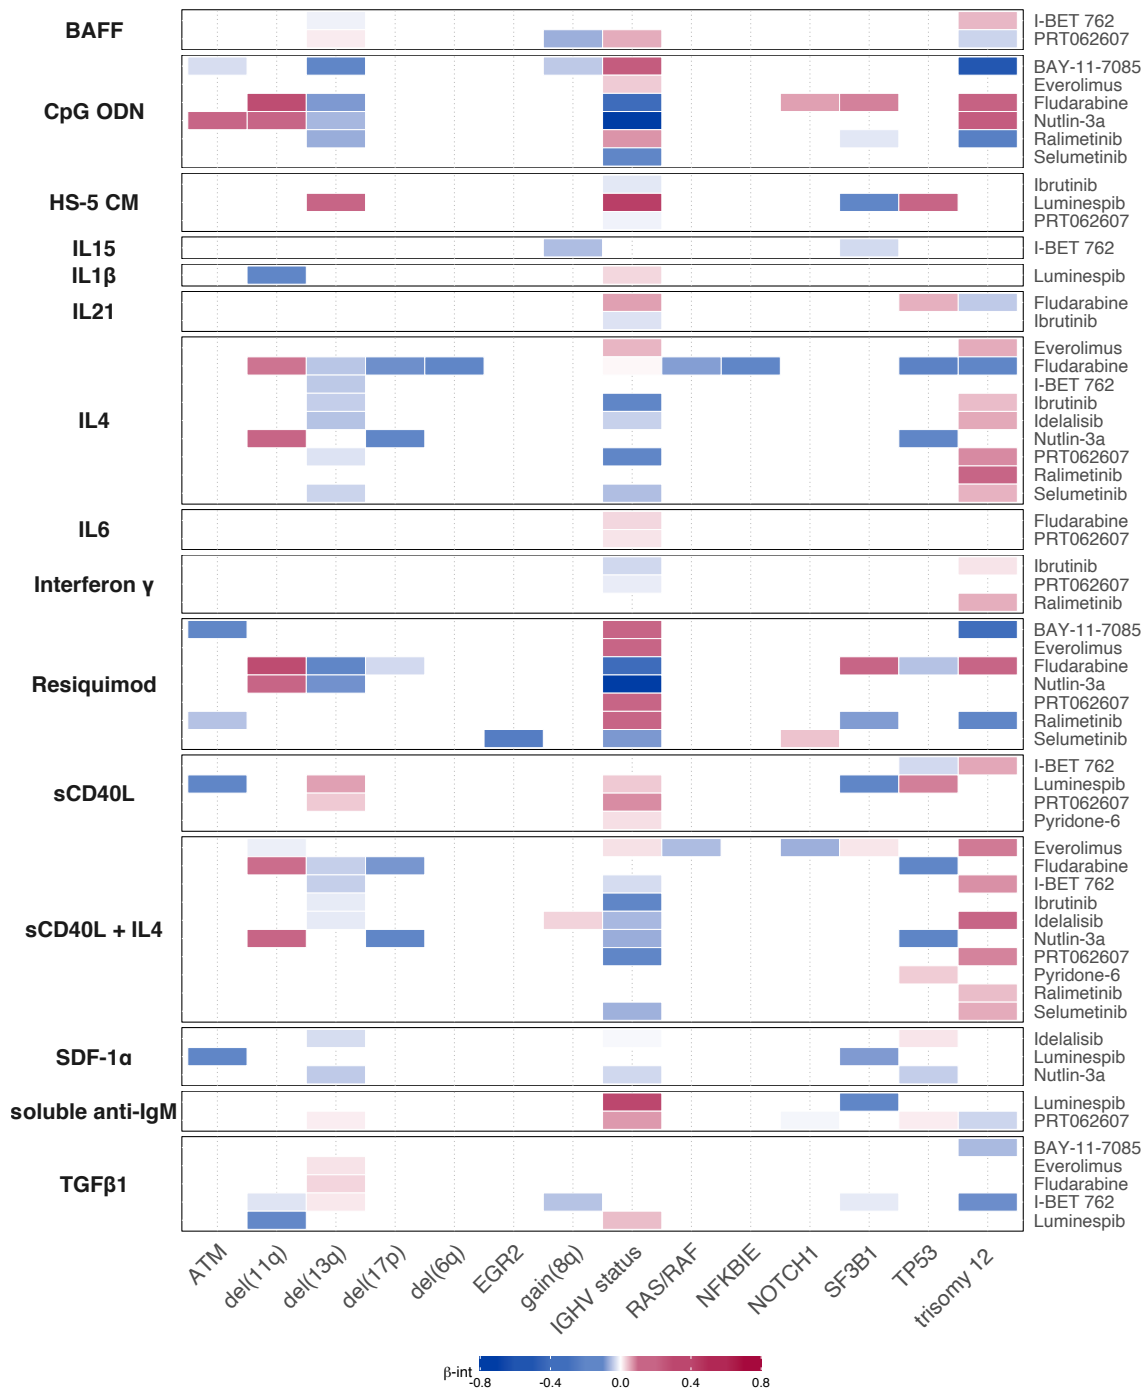 BAFF
I-BET 762
PRT062607
CpG ODN
BAY-11-7085
Everolimus
Fludarabine
Nutlin-3a
Ralimetinib
Selumetinib
HS-5 CM
Ibrutinib
Luminespib
PRT062607
IL15
I-BET 762
IL1β
Luminespib
IL21
Fludarabine
Ibrutinib
IL4
Everolimus
Fludarabine
I-BET 762
Ibrutinib
Idelalisib
Nutlin-3a
PRT062607
Ralimetinib
Selumetinib
IL6
Fludarabine
PRT062607
Interferon γ
Ibrutinib
PRT062607
Ralimetinib
Resiquimod
BAY-11-7085
Everolimus
Fludarabine
Nutlin-3a
PRT062607
Ralimetinib
Selumetinib
sCD40L
I-BET 762
Luminespib
PRT062607
Pyridone-6
sCD40L + IL4
Everolimus
Fludarabine
I-BET 762
Ibrutinib
Idelalisib
Nutlin-3a
PRT062607
Pyridone-6
Ralimetinib
Selumetinib
SDF-1α
Idelalisib
Luminespib
Nutlin-3a
soluble anti-IgM
Luminespib
PRT062607
TGFβ1
BAY-11-7085
Everolimus
Fludarabine
I-BET 762
Luminespib
ATM
del(11q)
del(13q)
del(17p)
del(6q)
EGR2
gain(8q)
IGHV status
RAS/RAF
NFKBIE
NOTCH1
SF3B1
TP53
trisomy 12
β-int
-0.8 -0.4 0.0 0.4 0.8